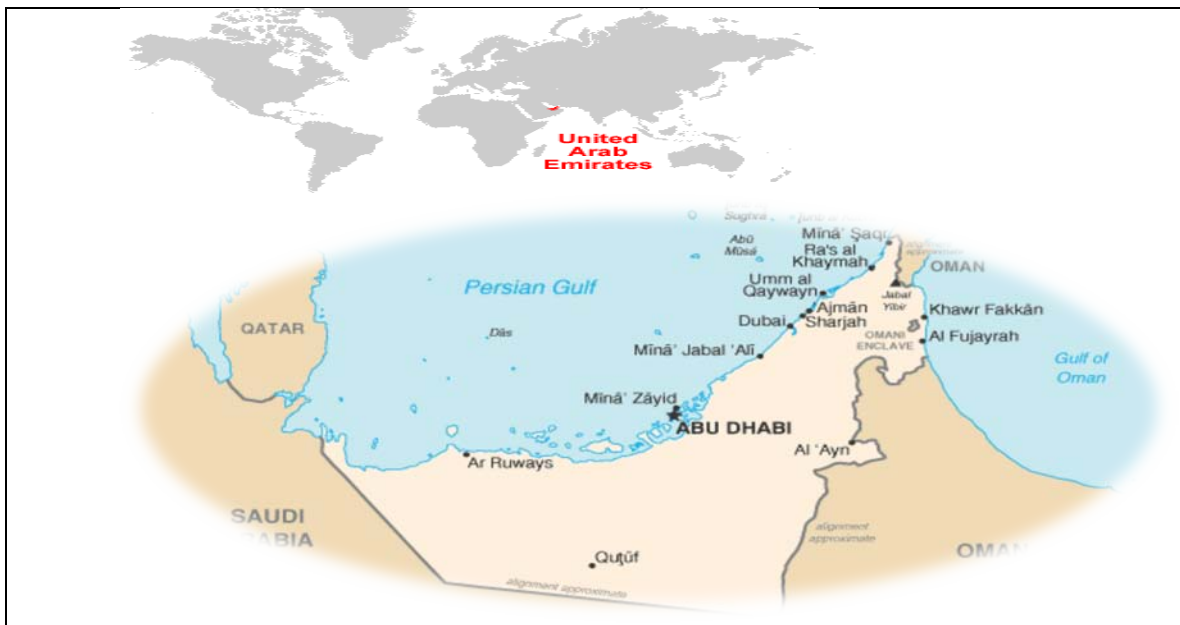 United
Arab
Emirates
Sughrá
Abū
Mūsá
Mīnā' Şaqr
Ra's al
Khaymah
OMAN
Umm al
Qaywayn
Jabal
Yibir
Persian Gulf
Ajmān
Khawr Fakkān
QATAR
Dubai
Sharjah
Dās
OMANI
ENCLAVE
Al Fujayrah
Mīnā' Jabal 'Alī
Gulf of
Oman
Mīnā' Zāyid
ABU DHABI
Al 'Ayn
Ar Ruways
SAUDI
ARABIA
alignment
approximate
OMAN
Quţūf
alignment approximate